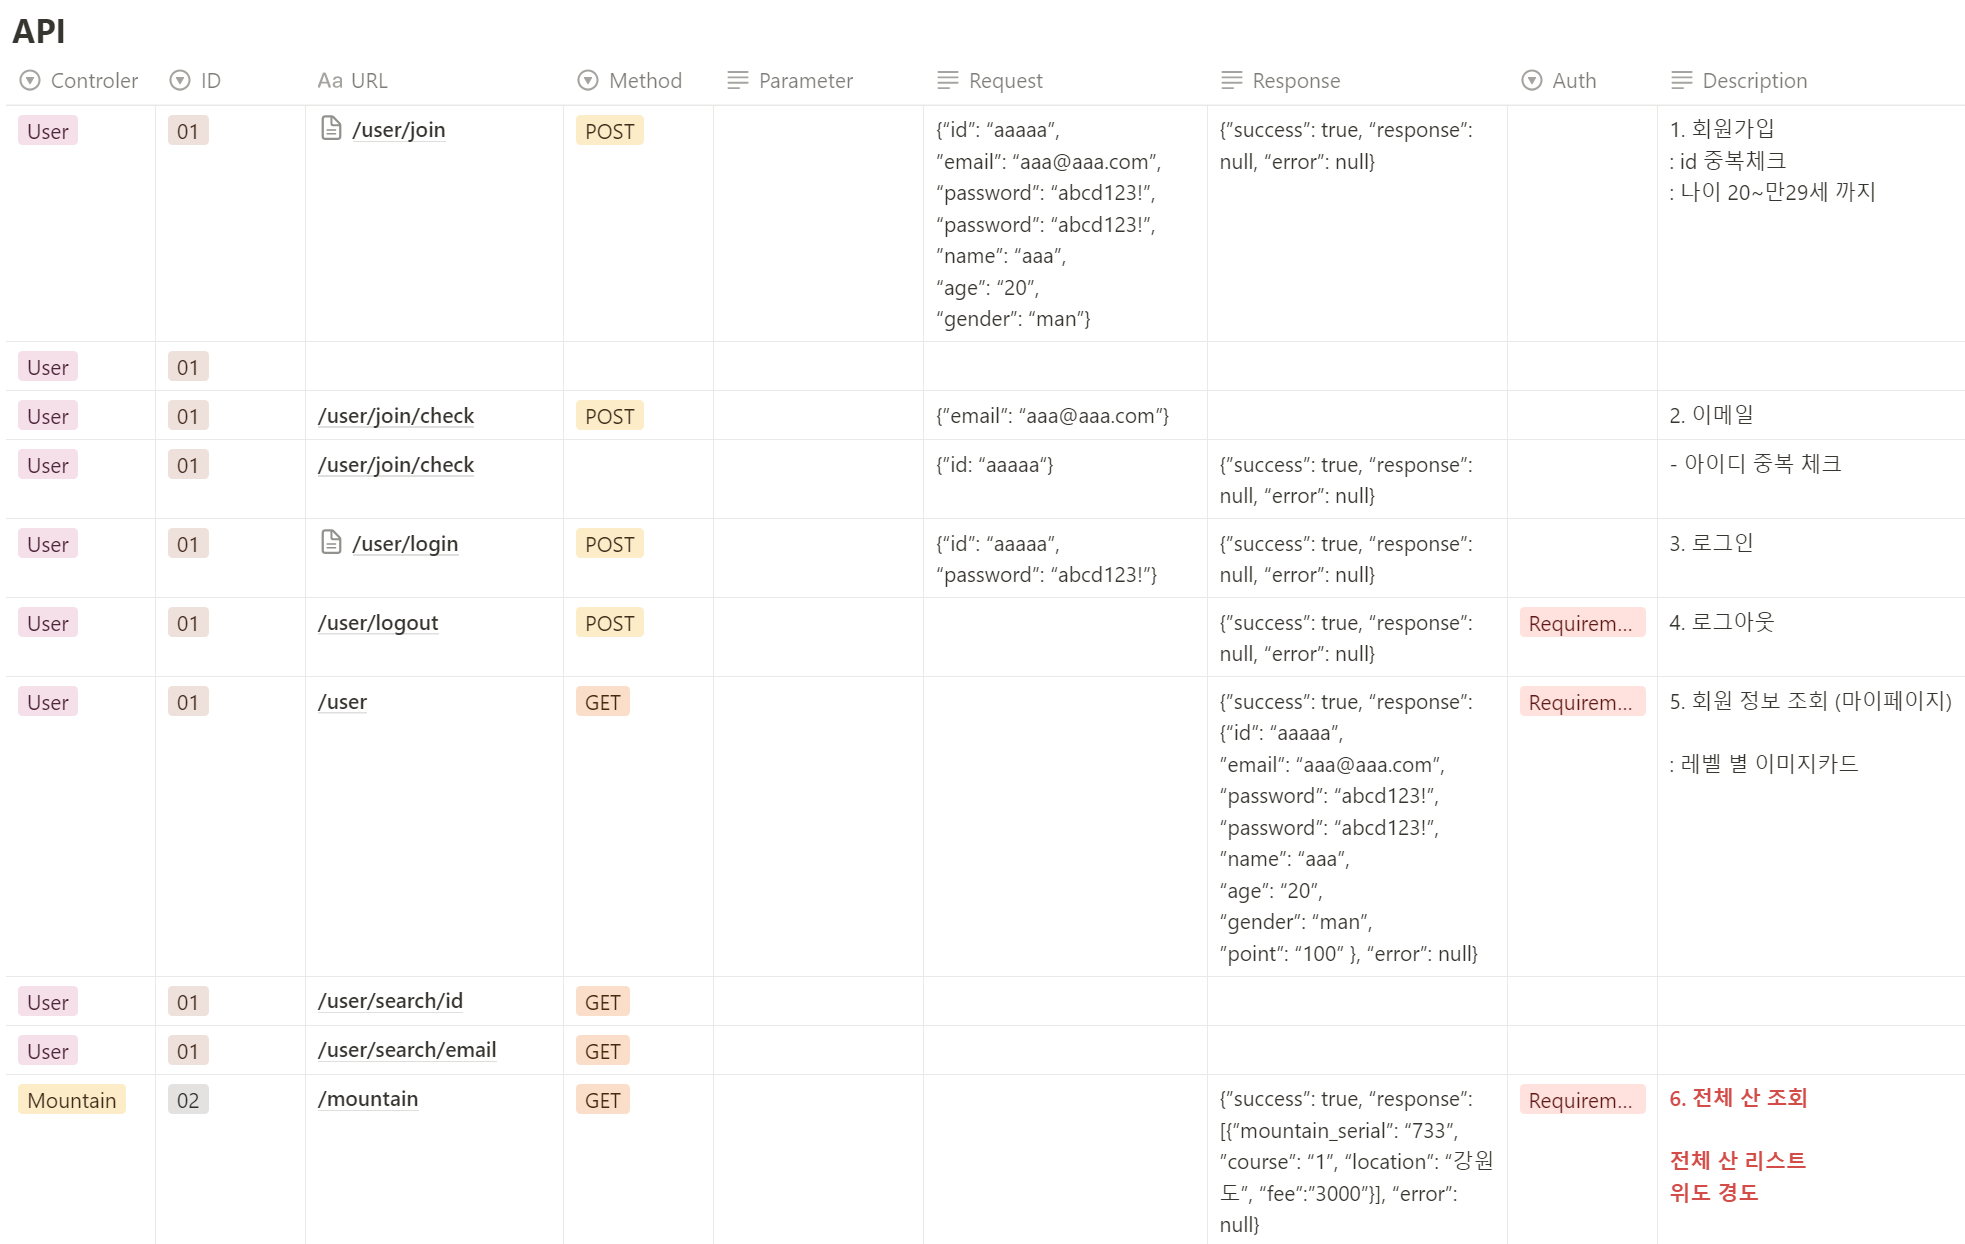 API
Controler ID Aa URL Method Parameter Request Response Auth Description
User 01 /user/join POST {“id”: “aaaaa”, {”success”: true, “response”: 1. 회원가입
”email”: “aaa@aaa.com”, null, “error”: null} : id 중복체크
“password”: “abcd123!”, : 나이 20~만29세 까지
“password”: “abcd123!”,
”name”: “aaa”,
“age”: “20”,
“gender”: “man”}
User 01
User 01 /user/join/check POST {“email”: “aaa@aaa.com”} 2. 이메일
User 01 /user/join/check {“id: “aaaaa“} {”success”: true, “response”: - 아이디 중복 체크
null, “error”: null}
User 01 /user/login POST {“id”: “aaaaa”, {”success”: true, “response”: 3. 로그인
“password”: “abcd123!”} null, “error”: null}
User 01 /user/logout POST {”success”: true, “response”: Requirem... 4. 로그아웃
null, “error”: null}
User 01 /user GET {”success”: true, “response”: Requirem... 5. 회원 정보 조회 (마이페이지)
{“id”: “aaaaa”,
”email”: “aaa@aaa.com”, : 레벨 별 이미지카드
“password”: “abcd123!”,
“password”: “abcd123!”,
”name”: “aaa”,
“age”: “20”,
“gender”: “man”,
”point”: “100” }, “error”: null}
User 01 /user/search/id GET
User 01 /user/search/email GET
Mountain 02 /mountain GET {”success”: true, “response”: Requirem... 6. 전체 산 조회
[{“mountain_serial”: “733”,
”course”: “1”, “location”: “강원 전체 산 리스트
도”, “fee”:”3000”}], “error”: 위도 경도
null}